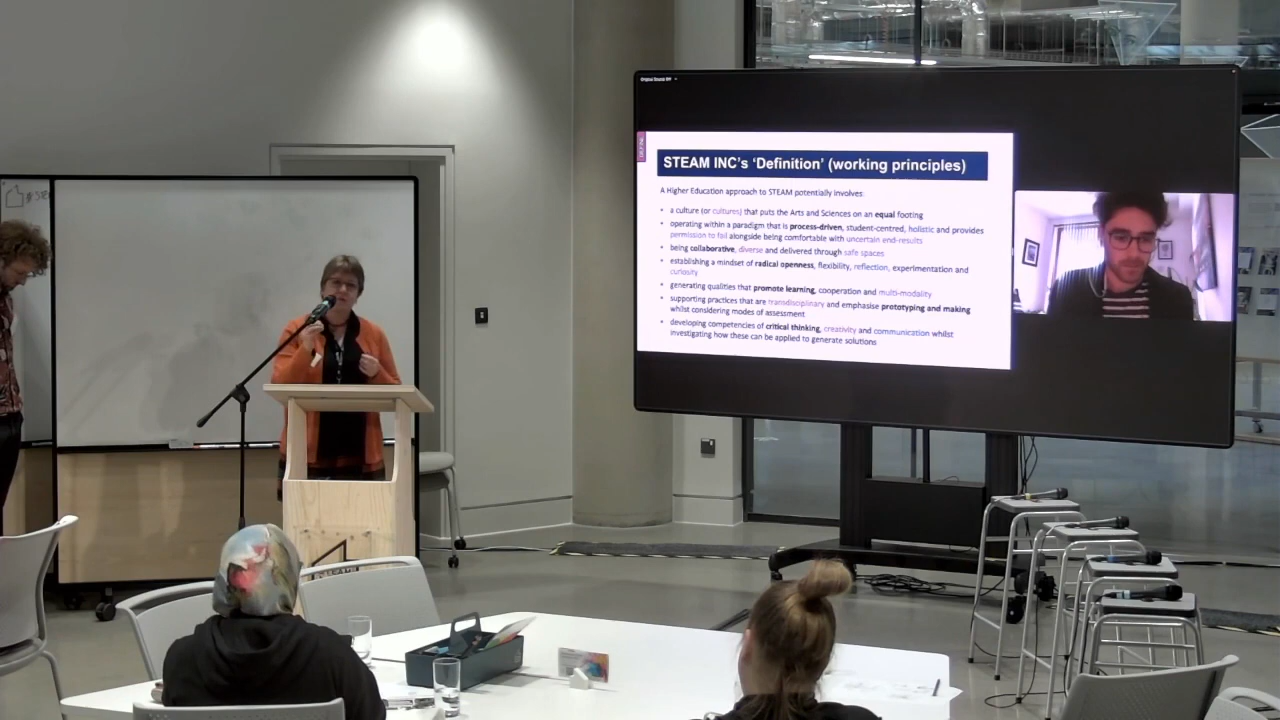 STEAM INC's 'Definition' (working principles)
A Higher Education approach to STEAM potentially involves:
• a culture (or cultures) that puts the Arts and Sciences on an equal footing
• operating within a paradigm that is process-driven, student-centred, holistic and provides
permission to fail alongside being comfortable with uncertain end-results
• being collaborative, diverse and delivered through safe spaces
• establishing a mindset of radical openness, flexibility, reflection, experimentation and
curiosity
• generating qualities that promote learning, cooperation and multi-modality
• supporting practices that are transdisciplinary and emphasise prototyping and making
whilst considering modes of assessment
• developing competencies of critical thinking, creativity and communication whilst
investigating how these can be applied to generate solutions